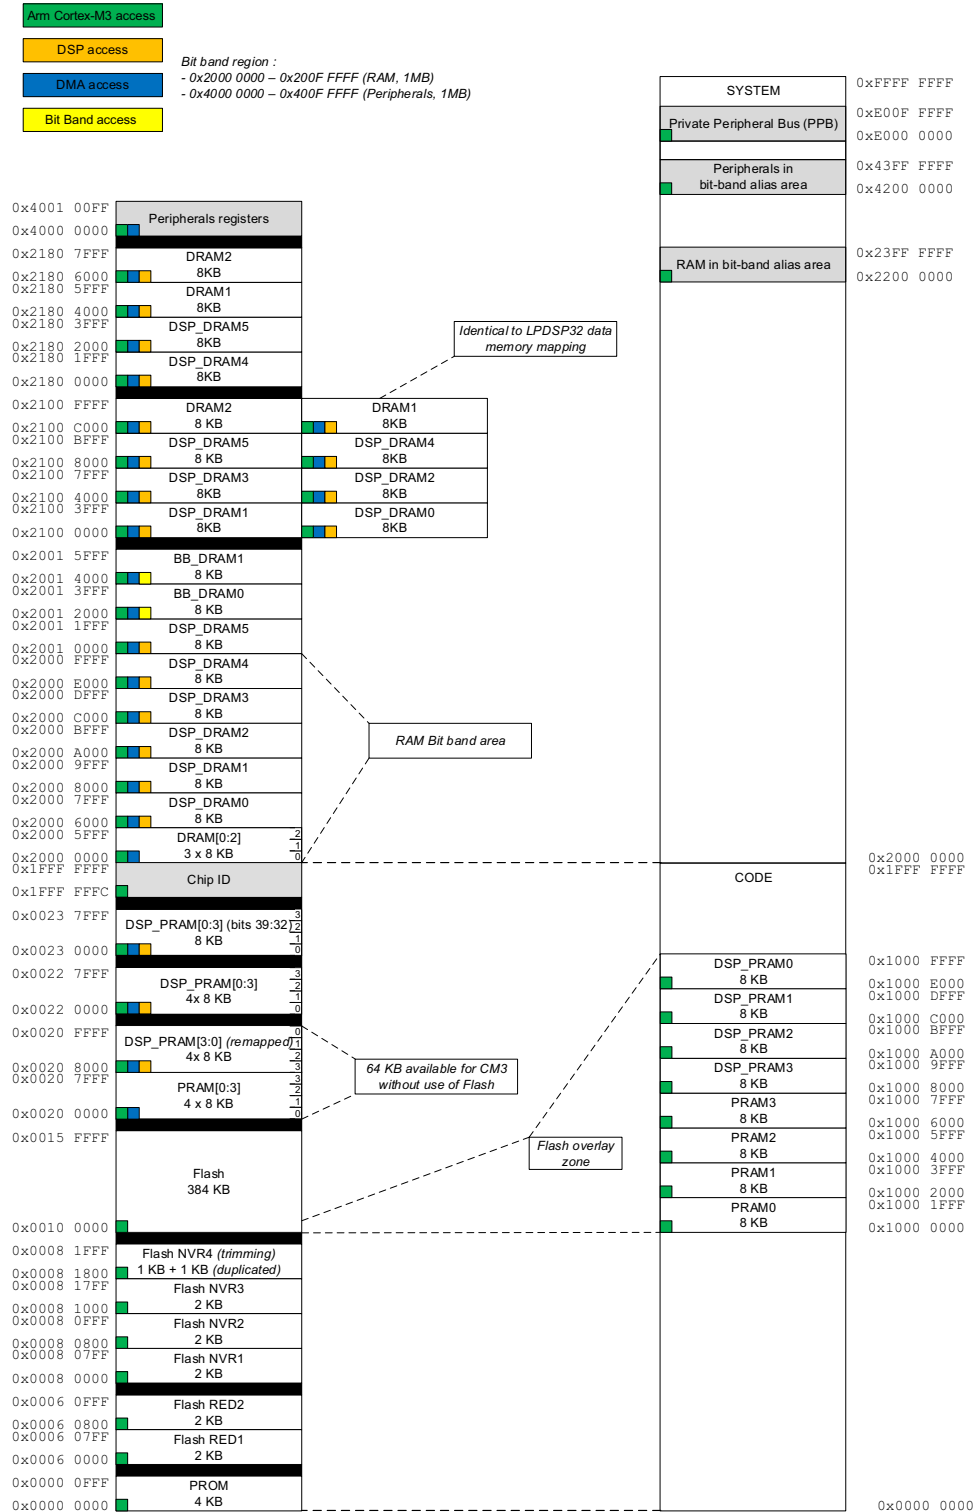 Arm Cortex-M3 access
DSP access
DMA access
Bit Band access
Bit band region :
- 0x2000 0000 – 0x200F FFFF (RAM, 1MB)
- 0x4000 0000 – 0x400F FFFF (Peripherals, 1MB)
0x4001 00FF
Peripherals registers
0x4000 0000
0x2180 7FFF
DRAM2
8KB
0x2180 6000
0x2180 5FFF
DRAM1
8KB
0x2180 4000
0x2180 3FFF
DSP_DRAM5
8KB
0x2180 2000
0x2180 1FFF
DSP_DRAM4
8KB
0x2180 0000
Identical to LPDSP32 data
memory mapping
0x2100 FFFF
DRAM2
8 KB
DRAM1
8KB
0x2100 C000
0x2100 BFFF
DSP_DRAM5
8 KB
DSP_DRAM4
8KB
0x2100 8000
0x2100 7FFF
DSP_DRAM3
8KB
DSP_DRAM2
8KB
0x2100 4000
0x2100 3FFF
DSP_DRAM1
8KB
DSP_DRAM0
8KB
0x2100 0000
0x2001 5FFF
BB_DRAM1
8 KB
0x2001 4000
0x2001 3FFF
BB_DRAM0
8 KB
0x2001 2000
0x2001 1FFF
DSP_DRAM5
8 KB
0x2001 0000
0x2000 FFFF
DSP_DRAM4
8 KB
0x2000 E000
0x2000 DFFF
DSP_DRAM3
8 KB
0x2000 C000
0x2000 BFFF
DSP_DRAM2
8 KB
0x2000 A000
0x2000 9FFF
DSP_DRAM1
8 KB
0x2000 8000
0x2000 7FFF
DSP_DRAM0
8 KB
0x2000 6000
0x2000 5FFF
DRAM[0:2]
3 x 8 KB
2
1
0
0x2000 0000
RAM Bit band area
0x1FFF FFFF
Chip ID
0x1FFF FFFC
0x0023 7FFF
DSP_PRAM[0:3] (bits 39:32)
8 KB
3
2
1
0
0x0023 0000
0x0022 7FFF
DSP_PRAM[0:3]
4x 8 KB
3
2
1
0
0x0022 0000
0x0020 FFFF
DSP_PRAM[3:0] (remapped)
4x 8 KB
0
1
2
3
0x0020 8000
0x0020 7FFF
PRAM[0:3]
4 x 8 KB
3
2
1
0
0x0020 0000
64 KB available for CM3
without use of Flash
0x0015 FFFF
Flash
384 KB
0x0010 0000
Flash overlay
zone
0x0008 1FFF
Flash NVR4 (trimming)
1 KB + 1 KB (duplicated)
0x0008 1800
0x0008 17FF
Flash NVR3
2 KB
0x0008 1000
0x0008 0FFF
Flash NVR2
2 KB
0x0008 0800
0x0008 07FF
Flash NVR1
2 KB
0x0008 0000
0x0006 0FFF
Flash RED2
2 KB
0x0006 0800
0x0006 07FF
Flash RED1
2 KB
0x0006 0000
0x0000 0FFF
PROM
4 KB
0x0000 0000
SYSTEM
0xFFFF FFFF
0xE00F FFFF
Private Peripheral Bus (PPB)
0xE000 0000
Peripherals in
bit-band alias area
0x43FF FFFF
0x4200 0000
0x23FF FFFF
RAM in bit-band alias area
0x2200 0000
0x2000 0000
0x1FFF FFFF
CODE
DSP_PRAM0
8 KB
0x1000 FFFF
0x1000 E000
DSP_PRAM1
8 KB
0x1000 DFFF
0x1000 C000
DSP_PRAM2
8 KB
0x1000 BFFF
0x1000 A000
DSP_PRAM3
8 KB
0x1000 9FFF
0x1000 8000
PRAM3
8 KB
0x1000 7FFF
0x1000 6000
PRAM2
8 KB
0x1000 5FFF
0x1000 4000
PRAM1
8 KB
0x1000 3FFF
0x1000 2000
PRAM0
8 KB
0x1000 1FFF
0x1000 0000
0x0000 0000